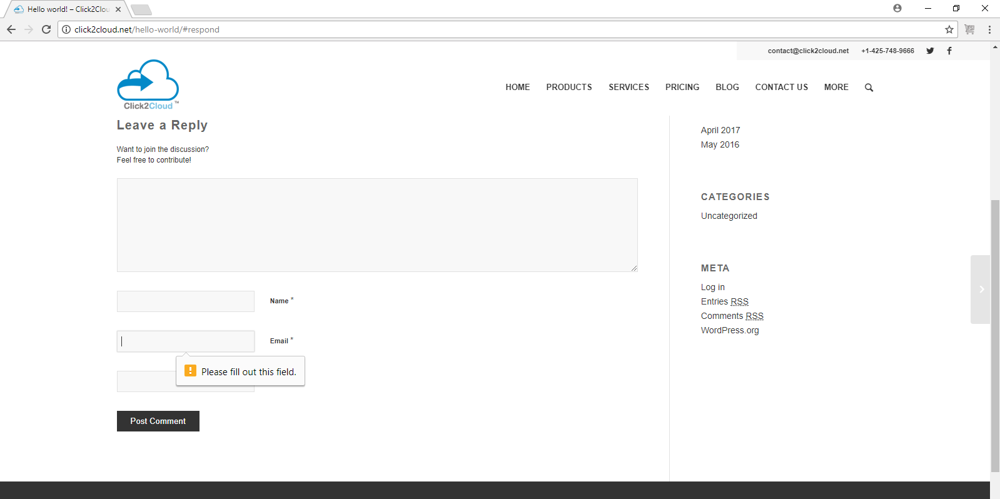 Hello world! – Click2Clou
click2cloud.net/hello-world/#respond
contact@click2cloud.net +1-425-748-9666
Click2Cloud™
HOME PRODUCTS SERVICES PRICING BLOG CONTACT US MORE
Leave a Reply
Want to join the discussion?
Feel free to contribute!
Name *
Email *
Please fill out this field.
Post Comment
April 2017
May 2016
CATEGORIES
Uncategorized
META
Log in
Entries RSS
Comments RSS
WordPress.org